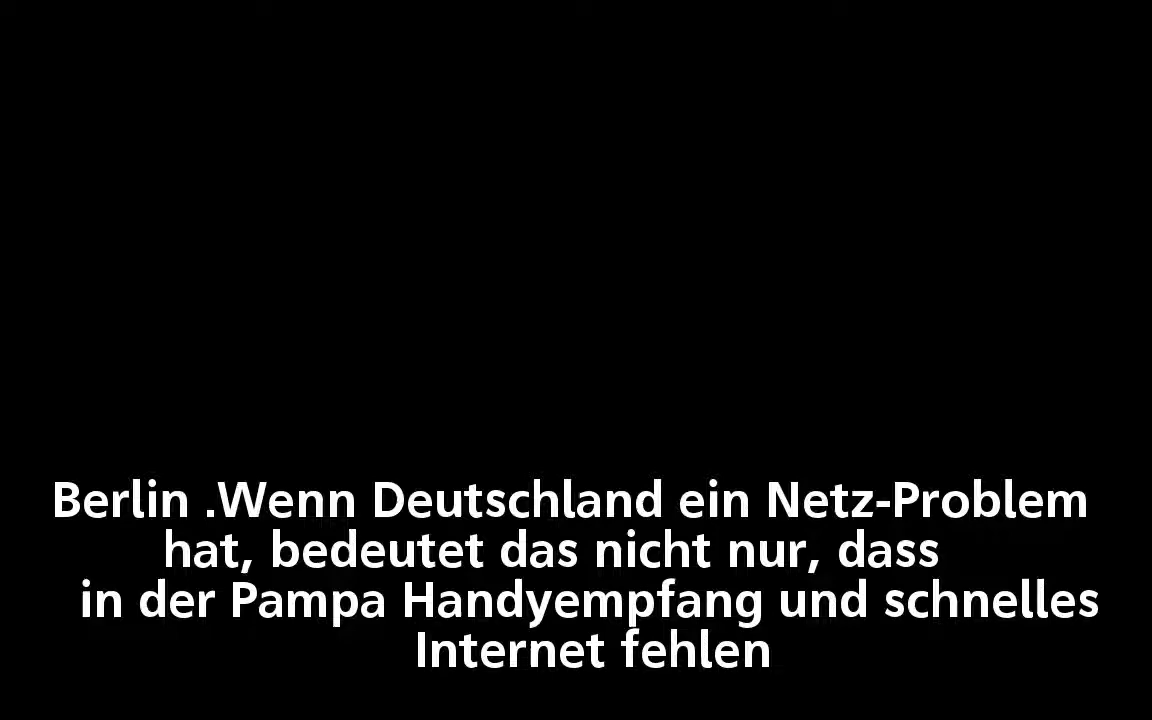 Berlin .Wenn Deutschland ein Netz-Problem
hat, bedeutet das nicht nur, dass
in der Pampa Handyempfang und schnelles
Internet fehlen